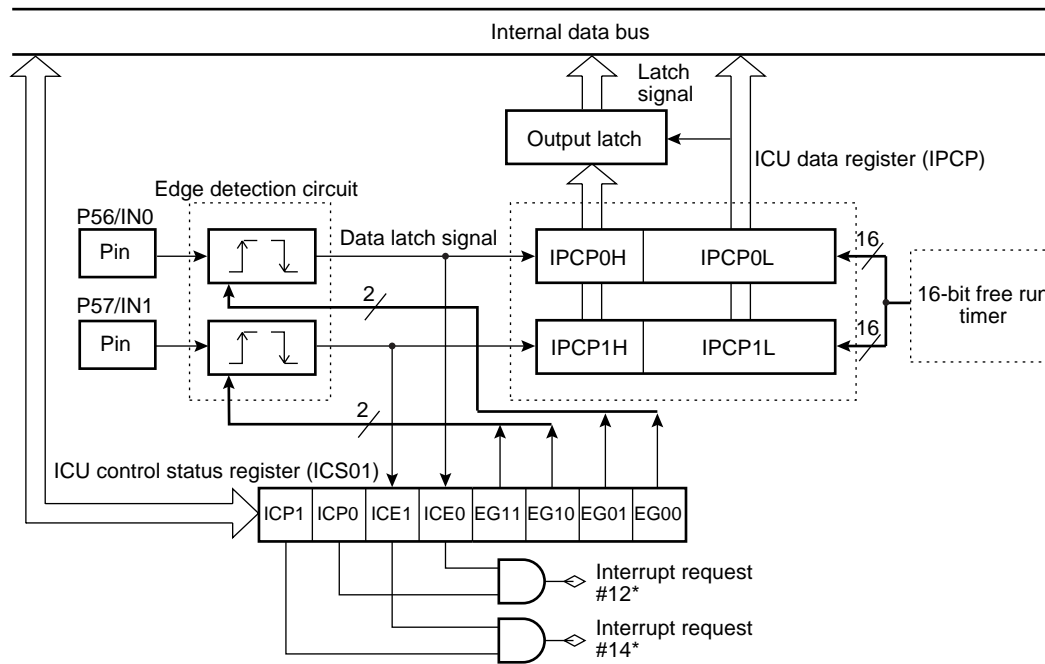 Internal data bus
Latch
signal
Output latch
ICU data register (IPCP)
Edge detection circuit
P56/IN0
Pin
Data latch signal
IPCP0H
IPCP0L
16
2
16-bit free run
timer
P57/IN1
Pin
IPCP1H
IPCP1L
16
2
ICU control status register (ICS01)
ICP1
ICP0
ICE1
ICE0
EG11
EG10
EG01
EG00
Interrupt request
#12*
Interrupt request
#14*